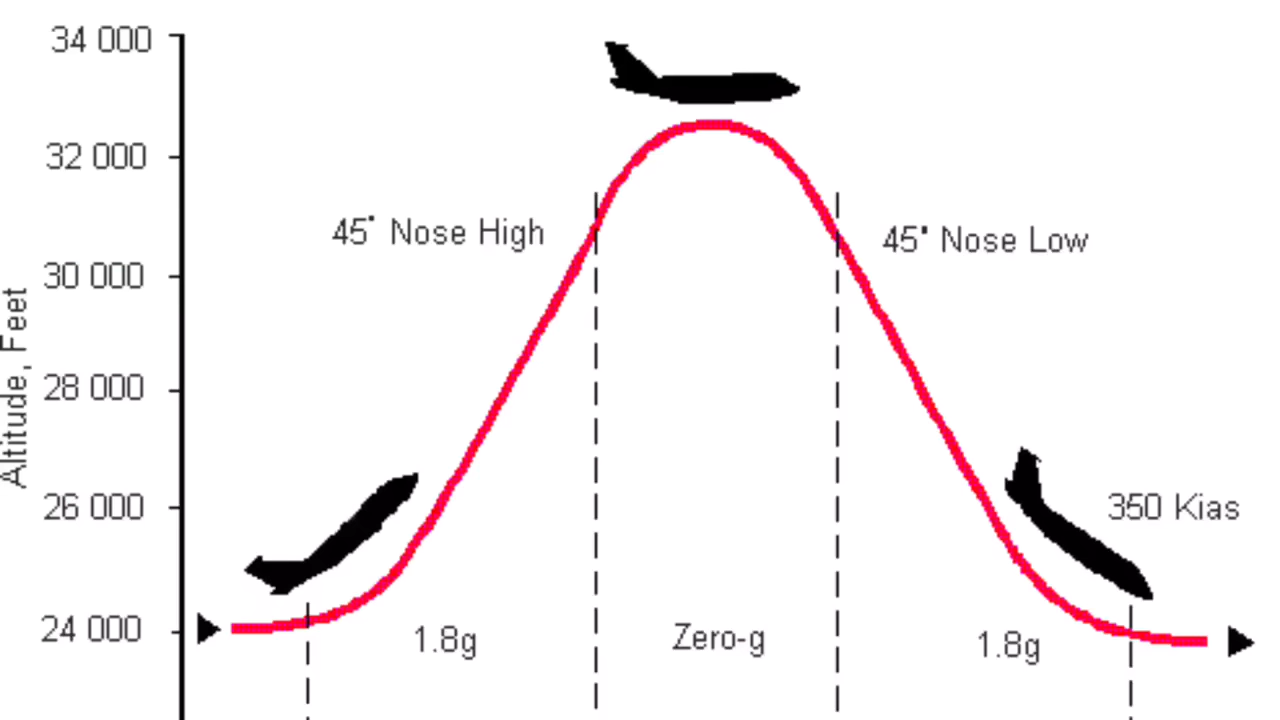 34 000
32 000
45° Nose High
45° Nose Low
30 000
Altitude, Feet
28 000
26 000
350 Kias
24 000
1.8g
Zero-g
1.8g